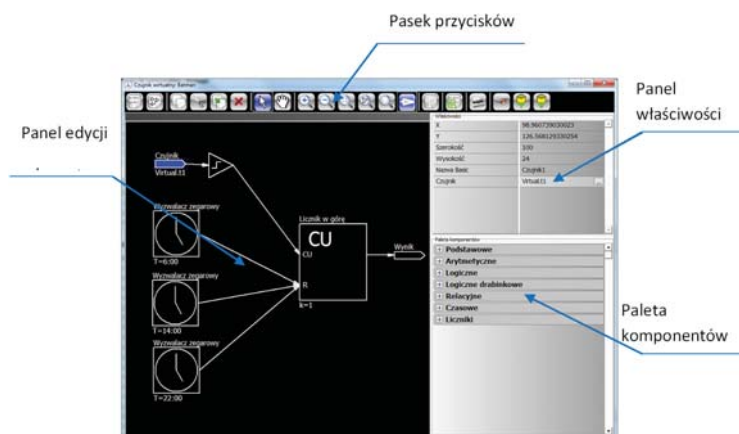 Pasek przycisków
Panel
właściwości
Panel edycji
Paleta
komponentów
Czujnik wirtualny Banner
Właściwości
X 98.960739030023
Y 126.568129330254
Szerokość 100
Wysokość 24
Nazwa Basic Czujnik1
Czujnik Virtual.t1 ...
Paleta komponentów
Podstawowe
Arytmetyczne
Logiczne
Logiczne drabinkowe
Relacyjne
Czasowe
Liczniki
Czujnik
Virtual.t1
Wyzwalacz zegarowy
T=6:00
Wyzwalacz zegarowy
T=14:00
Wyzwalacz zegarowy
T=22:00
Licznik w górę
CU
CU
R
k=1
Wynik